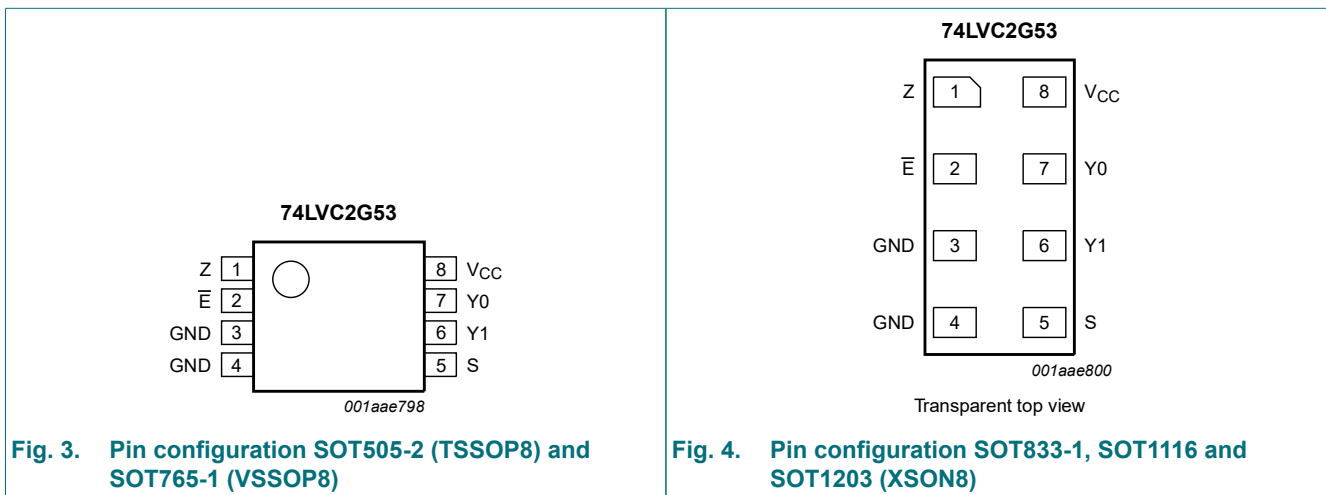 74LVC2G53
Z 1 8 VCC
E̅ 2 7 Y0
GND 3 6 Y1
GND 4 5 S
001aae798
Fig. 3. Pin configuration SOT505-2 (TSSOP8) and
SOT765-1 (VSSOP8)
74LVC2G53
Z 1 8 VCC
E̅ 2 7 Y0
GND 3 6 Y1
GND 4 5 S
001aae800
Transparent top view
Fig. 4. Pin configuration SOT833-1, SOT1116 and
SOT1203 (XSON8)